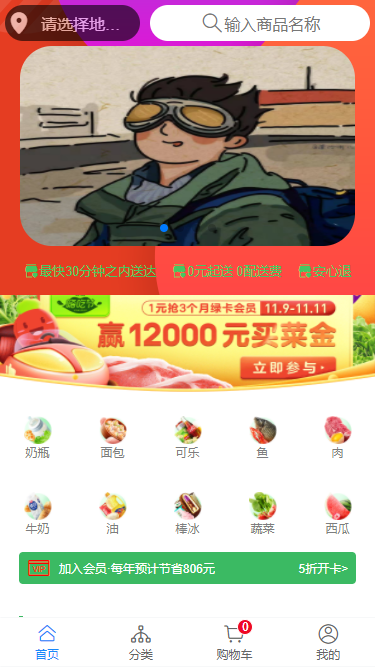 请选择地...
输入商品名称
最快30分钟之内送达 0元起送 0配送费 安心退
1元抢3个月绿卡会员 11.9-11.11
赢12000元买菜金
立即参与
奶瓶 面包 可乐 鱼 肉
牛奶 油 棒冰 蔬菜 西瓜
VIP 加入会员·每年预计节省806元 5折开卡>
0
首页 分类 购物车 我的